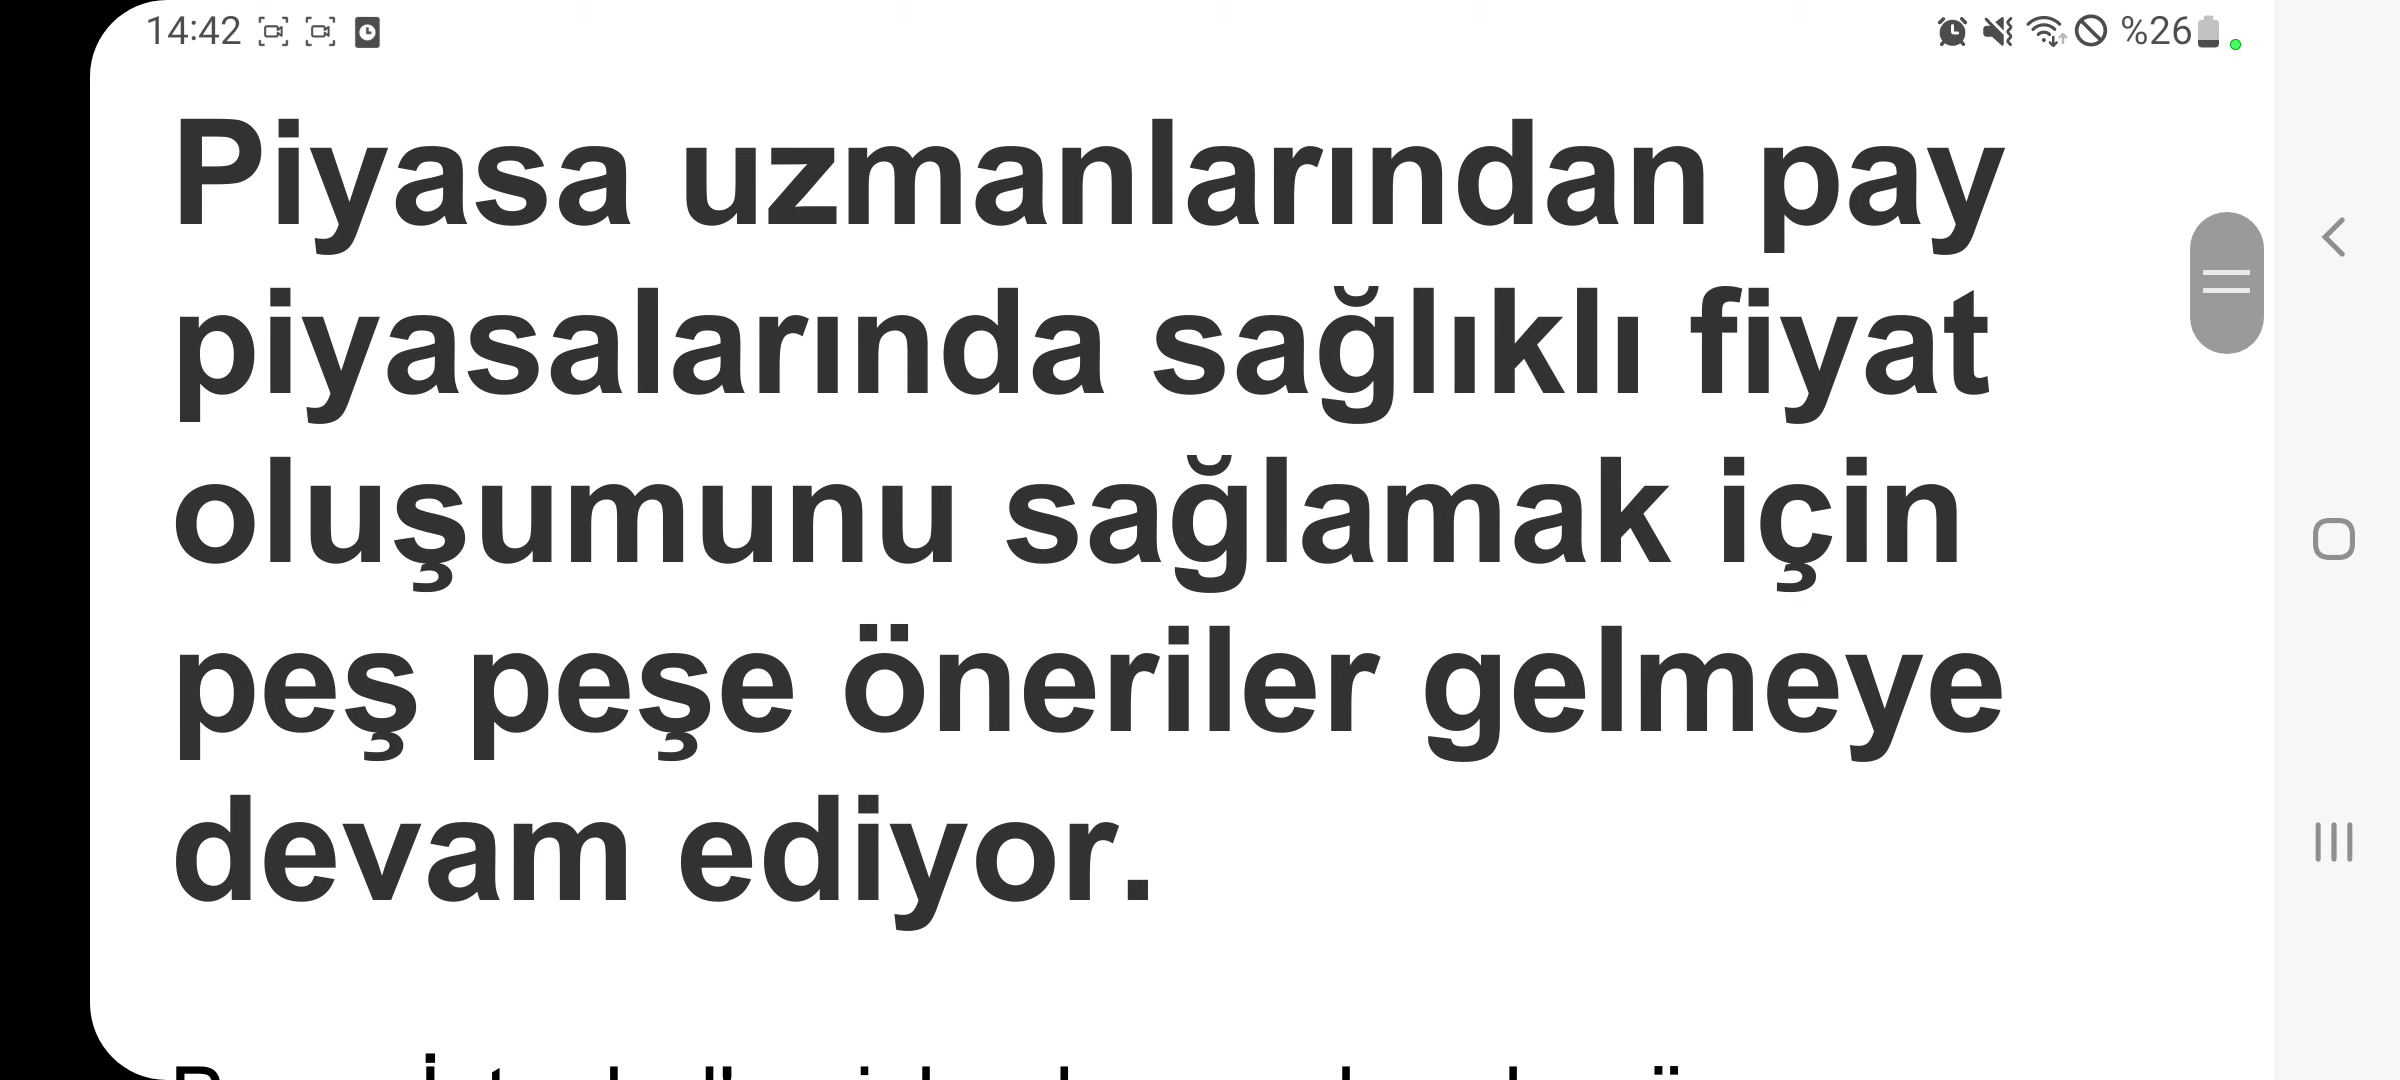 14:42 %26
Piyasa uzmanlarından pay
piyasalarında sağlıklı fiyat
oluşumunu sağlamak için
peş peşe öneriler gelmeye
devam ediyor.